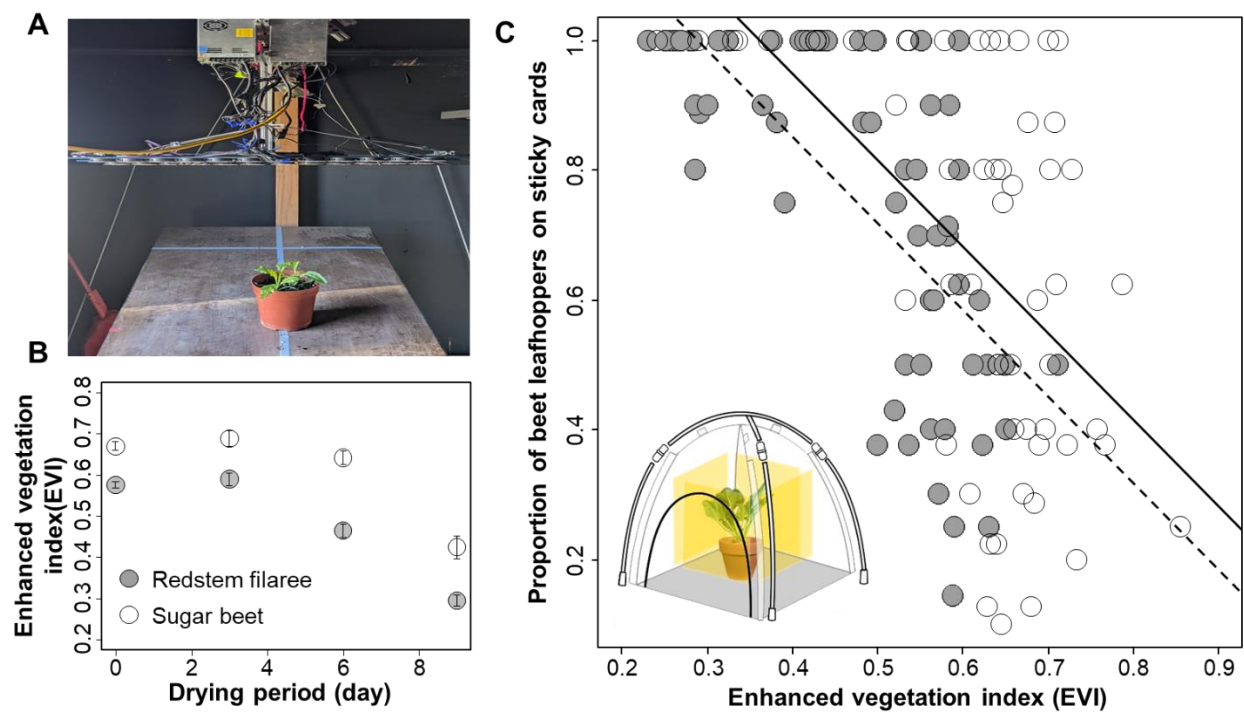 A
B
Enhanced vegetation
index(EVI)
0.8
0.7
0.6
0.5
0.4
0.3
0.2
Redstem filaree
Sugar beet
0 2 4 6 8
Drying period (day)
C
Proportion of beet leafhoppers on sticky cards
1.0
0.8
0.6
0.4
0.2
0.2 0.3 0.4 0.5 0.6 0.7 0.8 0.9
Enhanced vegetation index (EVI)